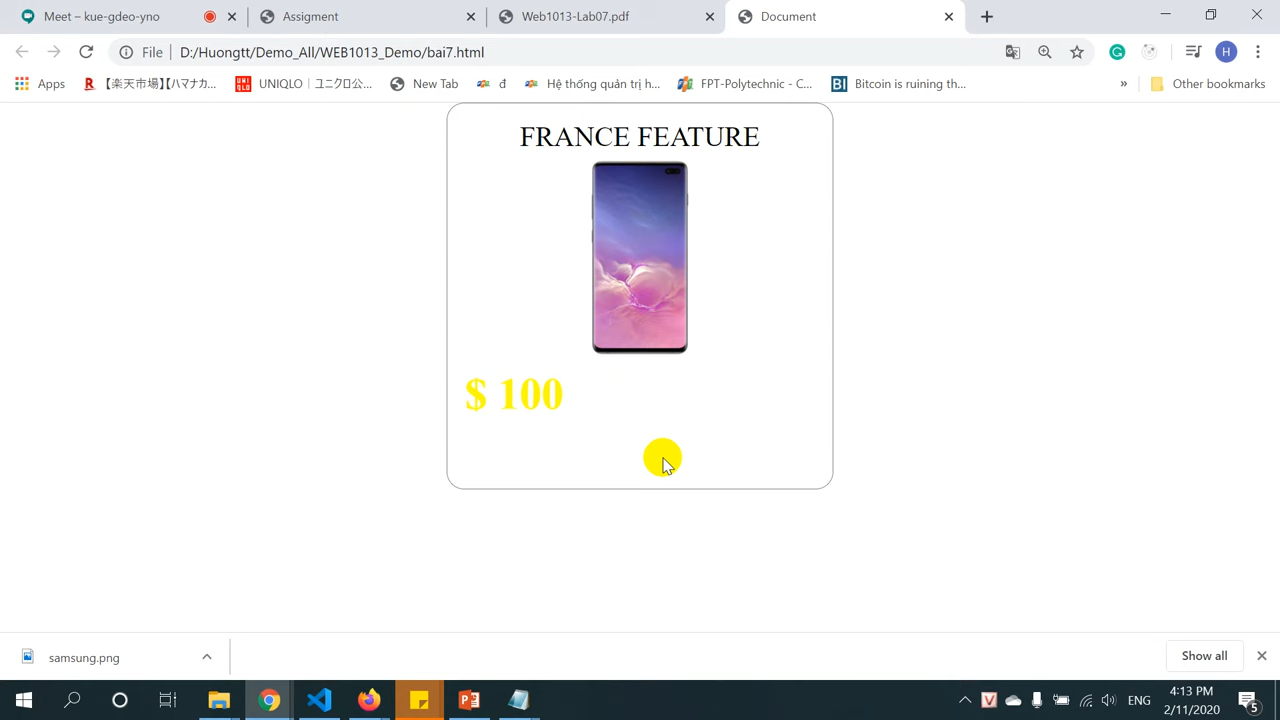 Meet – kue-gdeo-yno
Assigment
Web1013-Lab07.pdf
Document
File
D:/Huongtt/Demo_All/WEB1013_Demo/bai7.html
H
Apps
R
【楽天市場】【ハマナカ...
UNIQLO｜ユニクロ公...
New Tab
đ
Hệ thống quản trị h...
FPT-Polytechnic - C...
BI
Bitcoin is ruining th...
»
Other bookmarks
FRANCE FEATURE
$ 100
samsung.png
Show all
ENG
4:13 PM
2/11/2020
5